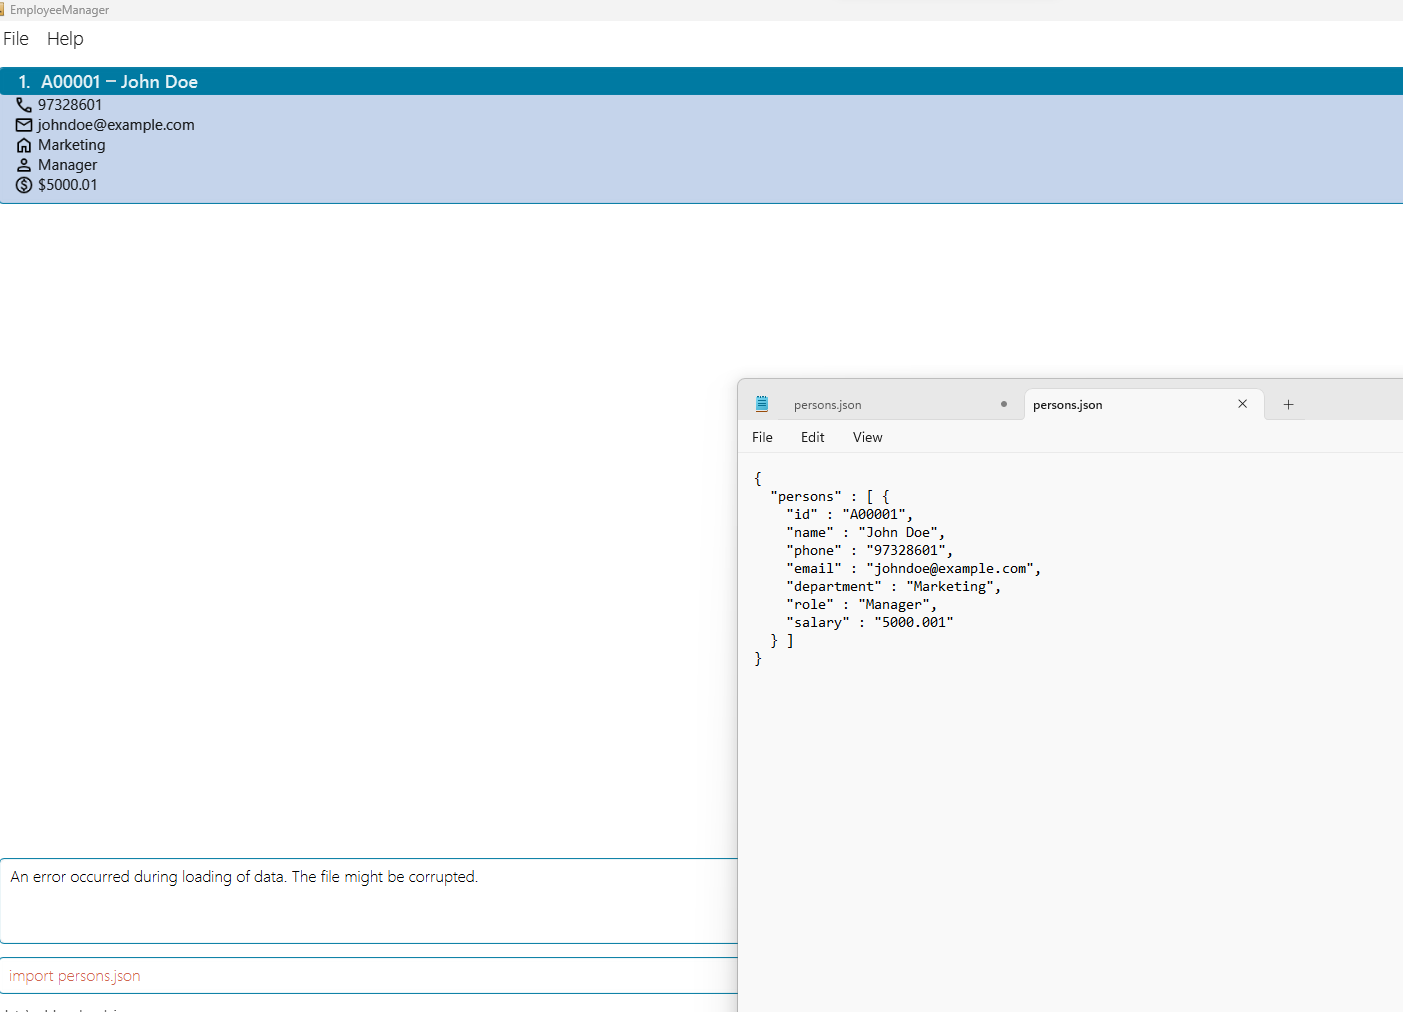 EmployeeManager
File Help
1. A00001 – John Doe
97328601
johndoe@example.com
Marketing
Manager
$5000.01
persons.json
persons.json
File Edit View
{
"persons" : [ {
"id" : "A00001",
"name" : "John Doe",
"phone" : "97328601",
"email" : "johndoe@example.com",
"department" : "Marketing",
"role" : "Manager",
"salary" : "5000.001"
} ]
}
An error occurred during loading of data. The file might be corrupted.
import persons.json